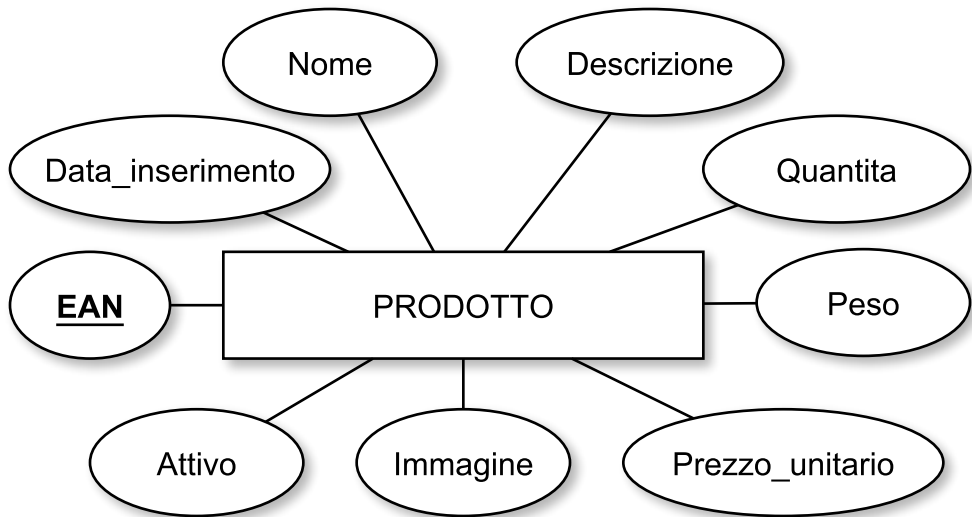 Nome
Descrizione
Data_inserimento
Quantita
EAN
PRODOTTO
Peso
Attivo
Immagine
Prezzo_unitario